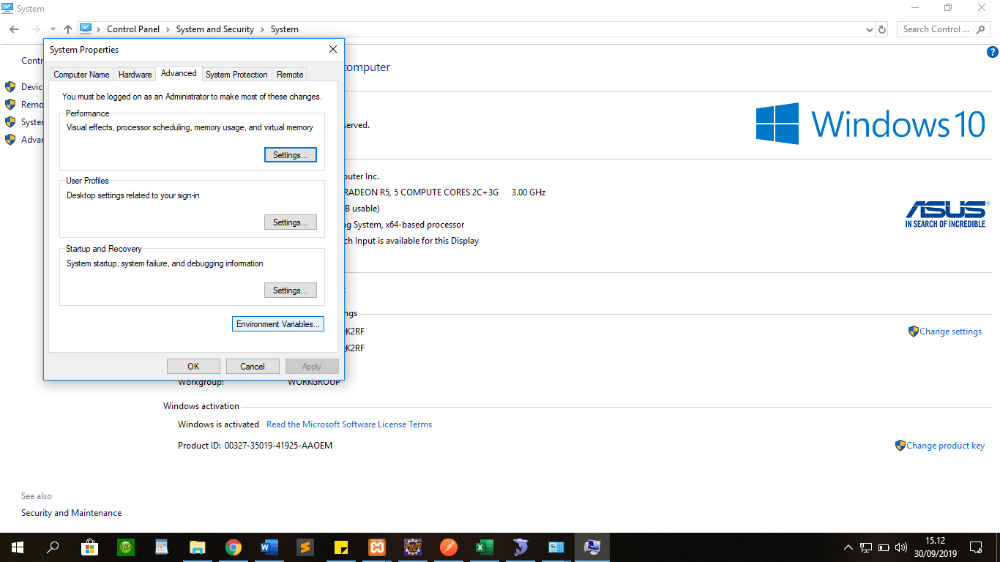 System
Control Panel > System and Security > System
Search Control ...
System Properties
Computer Name Hardware Advanced System Protection Remote
You must be logged on as an Administrator to make most of these changes.
Performance
Visual effects, processor scheduling, memory usage, and virtual memory
Settings...
User Profiles
Desktop settings related to your sign-in
Settings...
Startup and Recovery
System startup, system failure, and debugging information
Settings...
Environment Variables...
OK Cancel Apply
Contr
Devic
Remo
System
Advar
computer
served.
Windows 10
outer Inc.
RADEON R5, 5 COMPUTE CORES 2C+3G 3.00 GHz
B usable)
ng System, x64-based processor
ch Input is available for this Display
ASUS
IN SEARCH OF INCREDIBLE
ngs
QK2RF
Change settings
QK2RF
Workgroup: WORKGROUP
Windows activation
Windows is activated Read the Microsoft Software License Terms
Product ID: 00327-35019-41925-AAOEM
Change product key
See also
Security and Maintenance
15.12
30/09/2019